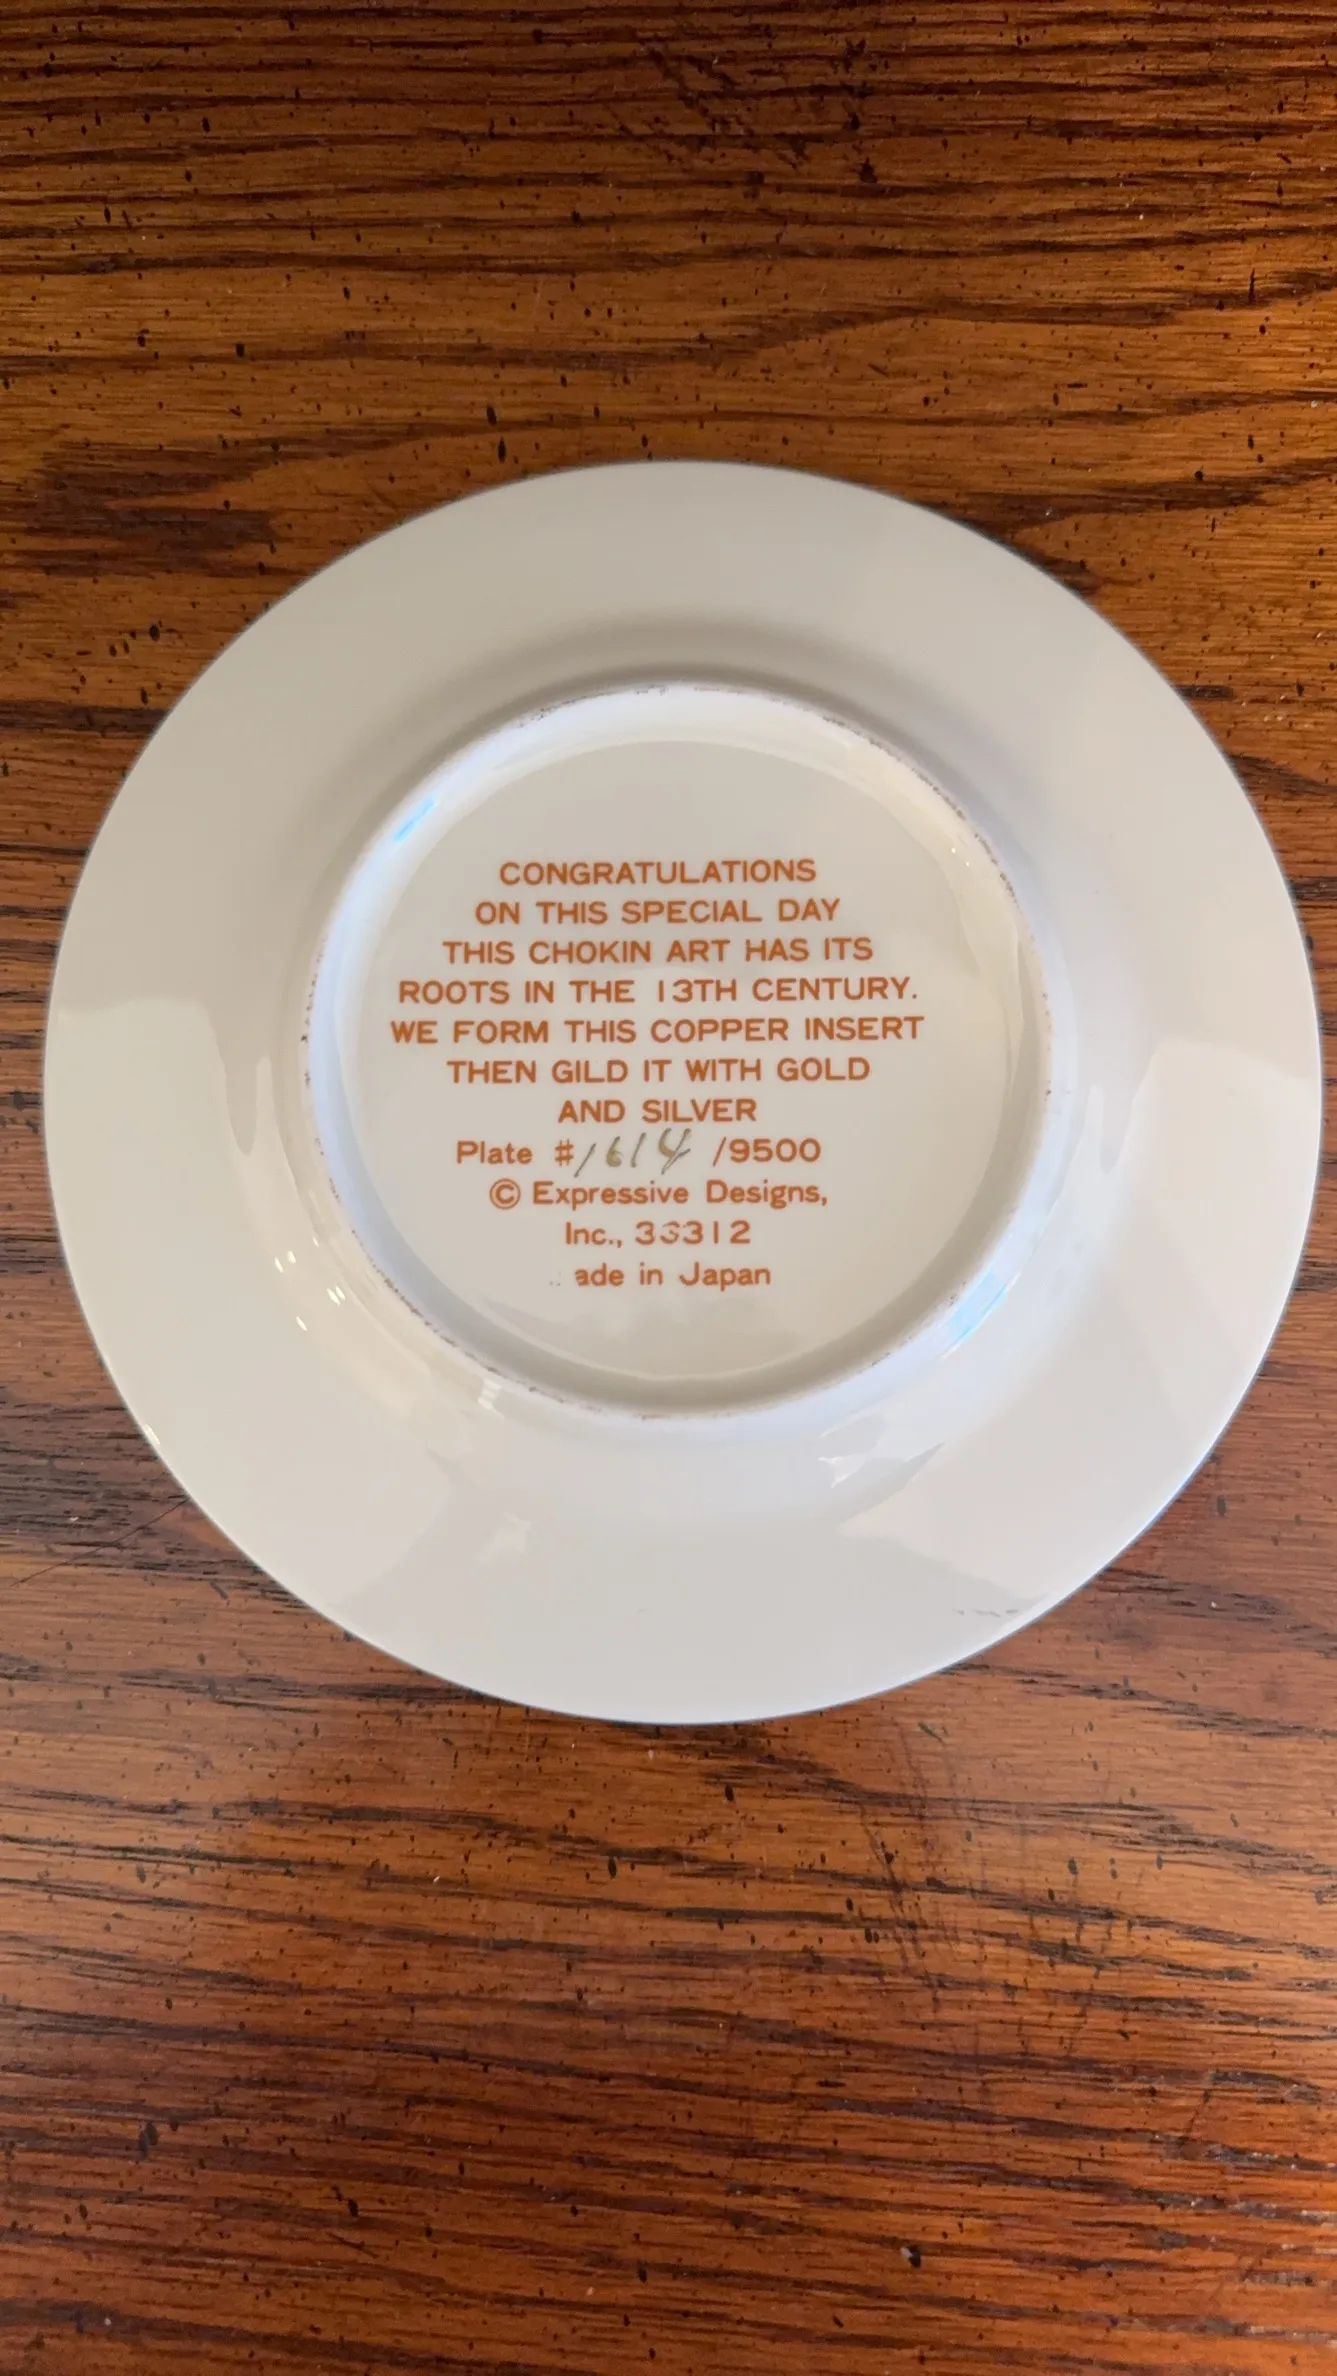 CONGRATULATIONS
ON THIS SPECIAL DAY
THIS CHOKIN ART HAS ITS
ROOTS IN THE 13TH CENTURY.
WE FORM THIS COPPER INSERT
THEN GILD IT WITH GOLD
AND SILVER
Plate #1614 /9500
© Expressive Designs,
Inc., 33312
ade in Japan